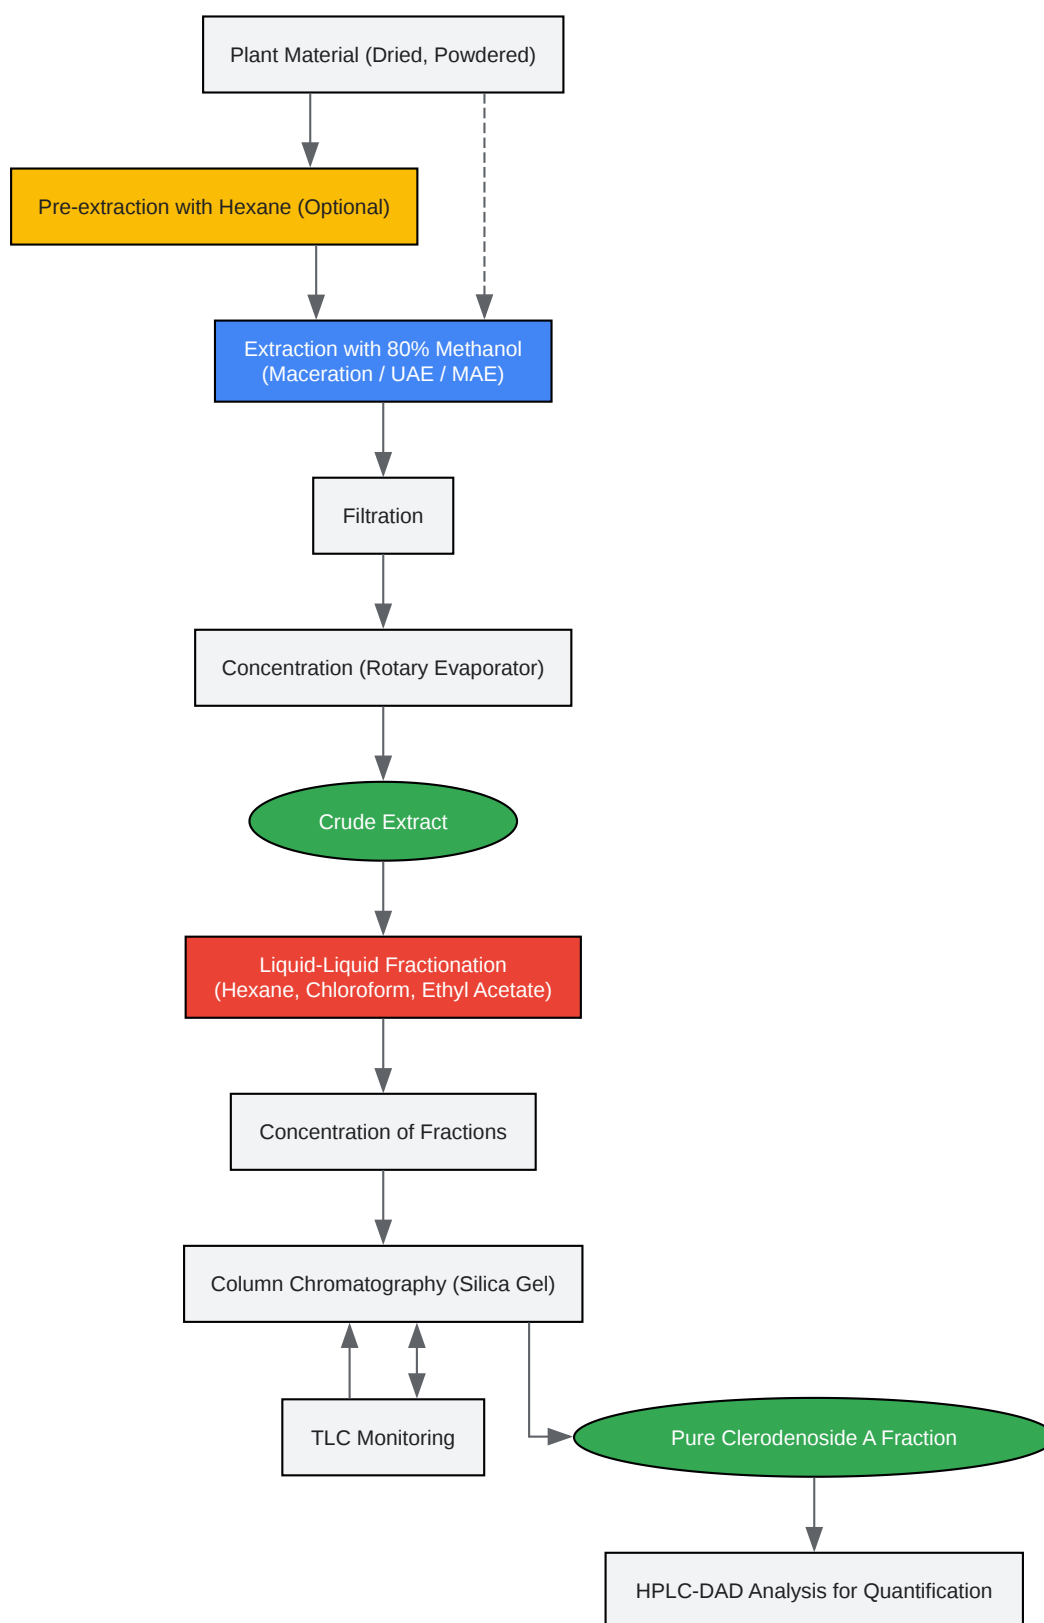 Plant Material (Dried, Powdered)
Pre-extraction with Hexane (Optional)
Extraction with 80% Methanol
(Maceration / UAE / MAE)
Filtration
Concentration (Rotary Evaporator)
Crude Extract
Liquid-Liquid Fractionation
(Hexane, Chloroform, Ethyl Acetate)
Concentration of Fractions
Column Chromatography (Silica Gel)
TLC Monitoring
Pure Clerodenoside A Fraction
HPLC-DAD Analysis for Quantification